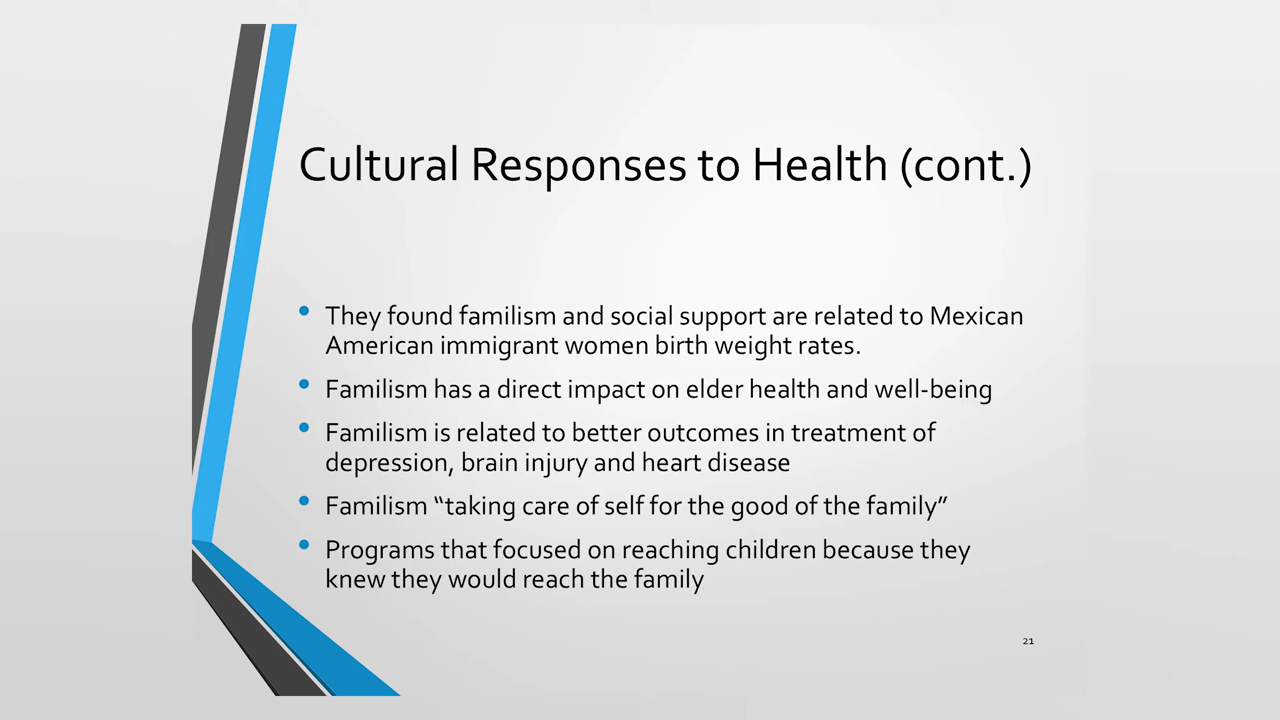 Cultural Responses to Health (cont.)
• They found familism and social support are related to Mexican
American immigrant women birth weight rates.
• Familism has a direct impact on elder health and well-being
• Familism is related to better outcomes in treatment of
depression, brain injury and heart disease
• Familism “taking care of self for the good of the family”
• Programs that focused on reaching children because they
knew they would reach the family
21